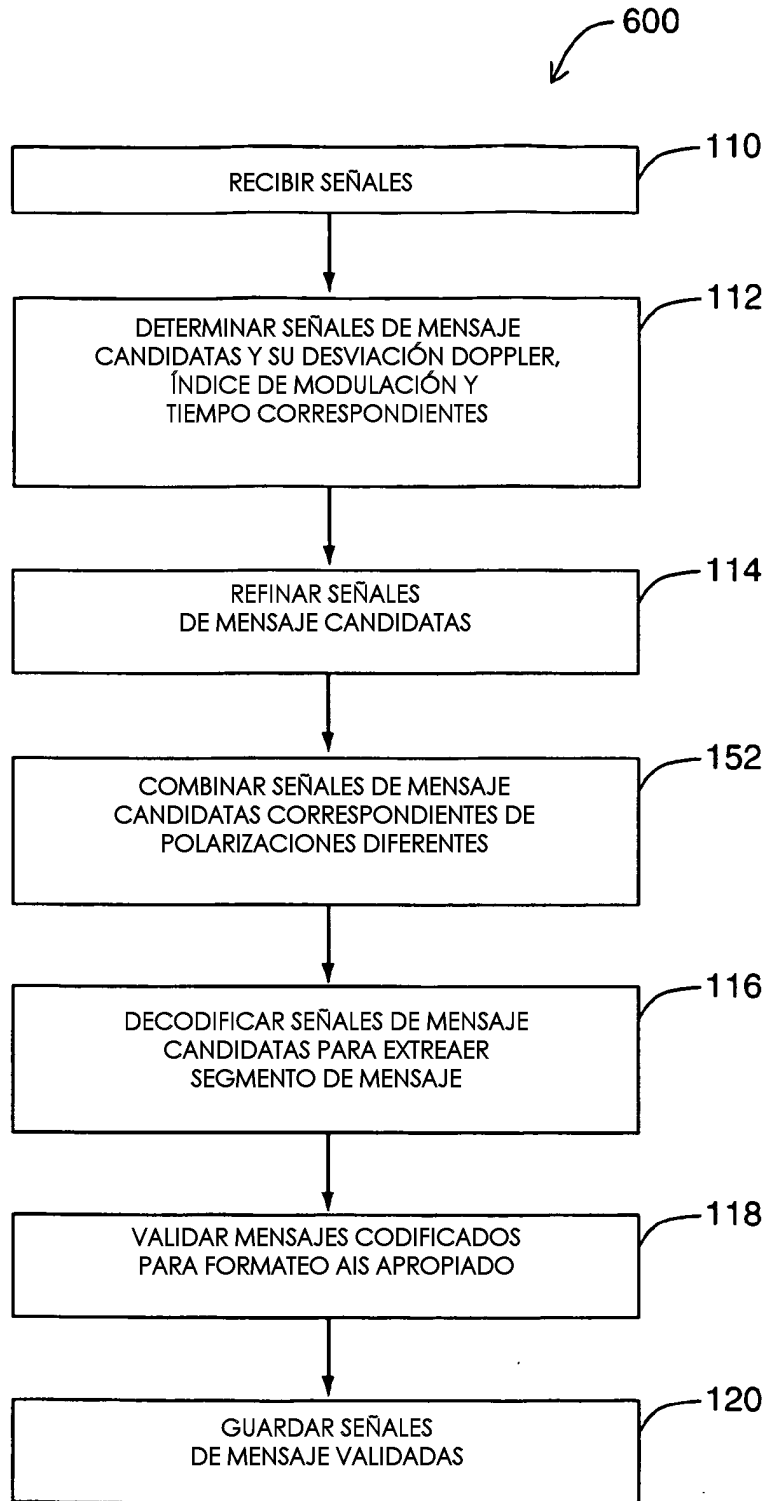 600
110
RECIBIR SEÑALES
112
DETERMINAR SEÑALES DE MENSAJE
CANDIDATAS Y SU DESVIACIÓN DOPPLER,
ÍNDICE DE MODULACIÓN Y
TIEMPO CORRESPONDIENTES
114
REFINAR SEÑALES
DE MENSAJE CANDIDATAS
152
COMBINAR SEÑALES DE MENSAJE
CANDIDATAS CORRESPONDIENTES DE
POLARIZACIONES DIFERENTES
116
DECODIFICAR SEÑALES DE MENSAJE
CANDIDATAS PARA EXTREAER
SEGMENTO DE MENSAJE
118
VALIDAR MENSAJES CODIFICADOS
PARA FORMATEO AIS APROPIADO
120
GUARDAR SEÑALES
DE MENSAJE VALIDADAS